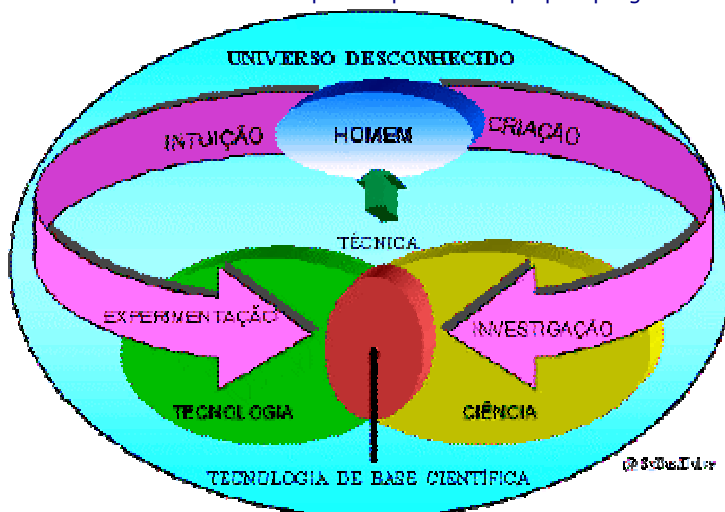 UNIVERSO DESCONHECIDO
INTUIÇÃO
HOMEM
CRIAÇÃO
TÉCNICA
EXPERIMENTAÇÃO
INVESTIGAÇÃO
TECNOLOGIA
CIÊNCIA
TECNOLOGIA DE BASE CIENTÍFICA